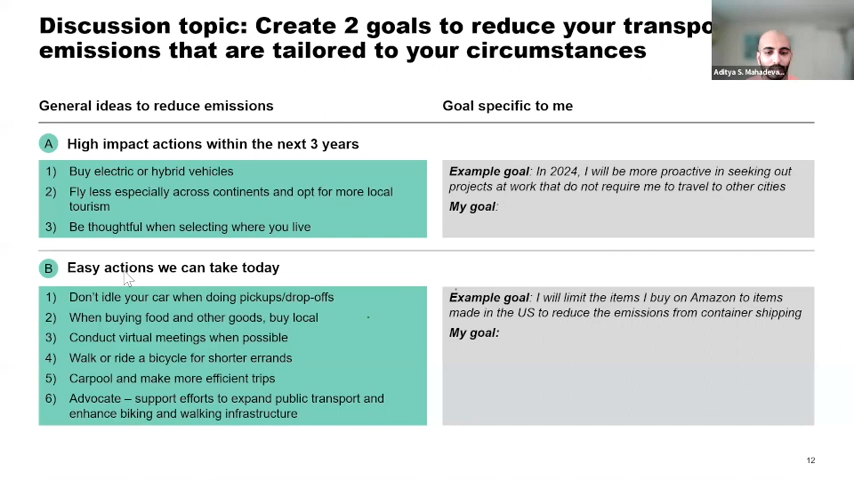 Discussion topic: Create 2 goals to reduce your transpo
emissions that are tailored to your circumstances
Aditya S. Mahadeva...
General ideas to reduce emissions
Goal specific to me
A High impact actions within the next 3 years
1) Buy electric or hybrid vehicles
2) Fly less especially across continents and opt for more local
tourism
3) Be thoughtful when selecting where you live
Example goal: In 2024, I will be more proactive in seeking out
projects at work that do not require me to travel to other cities
My goal:
B Easy actions we can take today
1) Don't idle your car when doing pickups/drop-offs
2) When buying food and other goods, buy local
3) Conduct virtual meetings when possible
4) Walk or ride a bicycle for shorter errands
5) Carpool and make more efficient trips
6) Advocate – support efforts to expand public transport and
enhance biking and walking infrastructure
Example goal: I will limit the items I buy on Amazon to items
made in the US to reduce the emissions from container shipping
My goal:
12